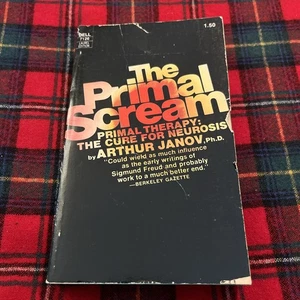 DELL
1.50
The
Primal
Scream
PRIMAL THERAPY:
THE CURE FOR NEUROSIS
by ARTHUR JANOV, Ph.D.
"Could wield as much influence
as the early writings of
Sigmund Freud and probably
work to a much better end."
—BERKELEY GAZETTE